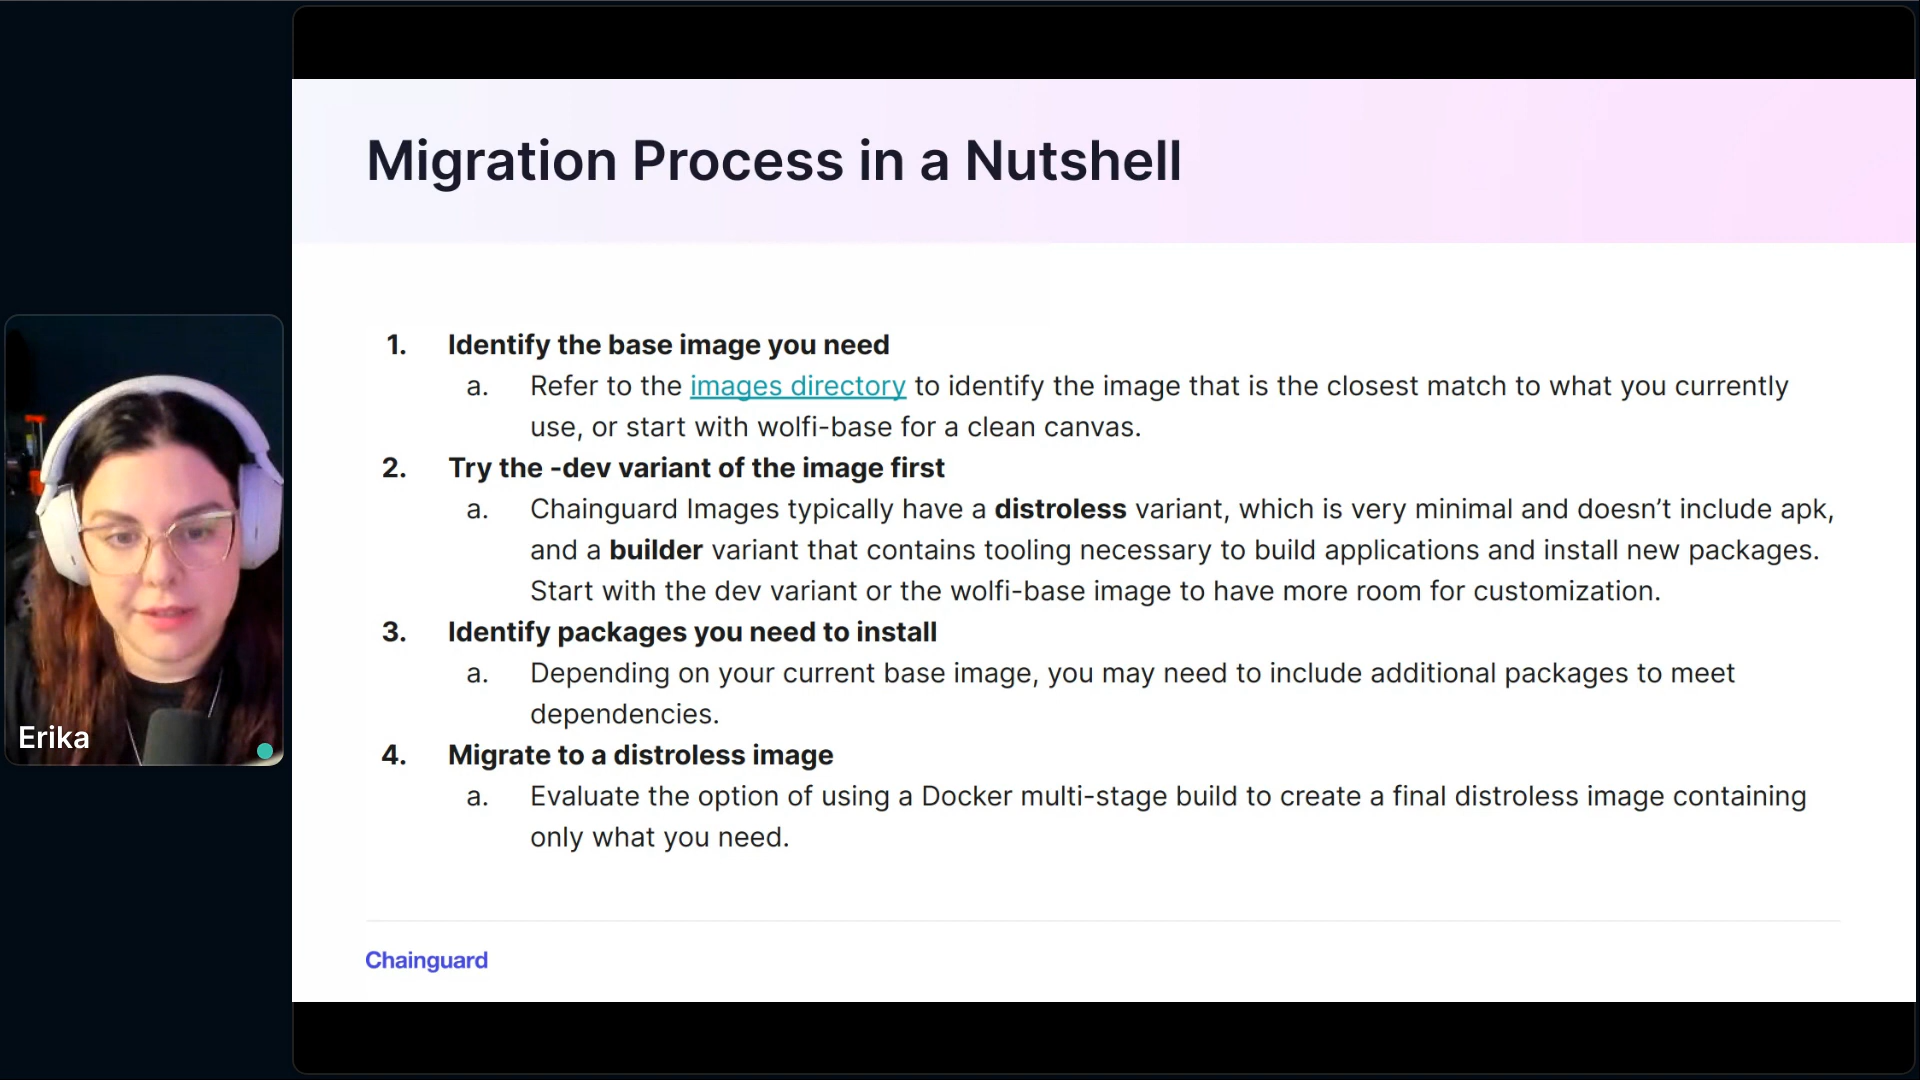 Migration Process in a Nutshell
1. Identify the base image you need
a. Refer to the images directory to identify the image that is the closest match to what you currently
use, or start with wolfi-base for a clean canvas.
2. Try the -dev variant of the image first
a. Chainguard Images typically have a distroless variant, which is very minimal and doesn’t include apk,
and a builder variant that contains tooling necessary to build applications and install new packages.
Start with the dev variant or the wolfi-base image to have more room for customization.
3. Identify packages you need to install
a. Depending on your current base image, you may need to include additional packages to meet
dependencies.
4. Migrate to a distroless image
a. Evaluate the option of using a Docker multi-stage build to create a final distroless image containing
only what you need.
Chainguard
Erika